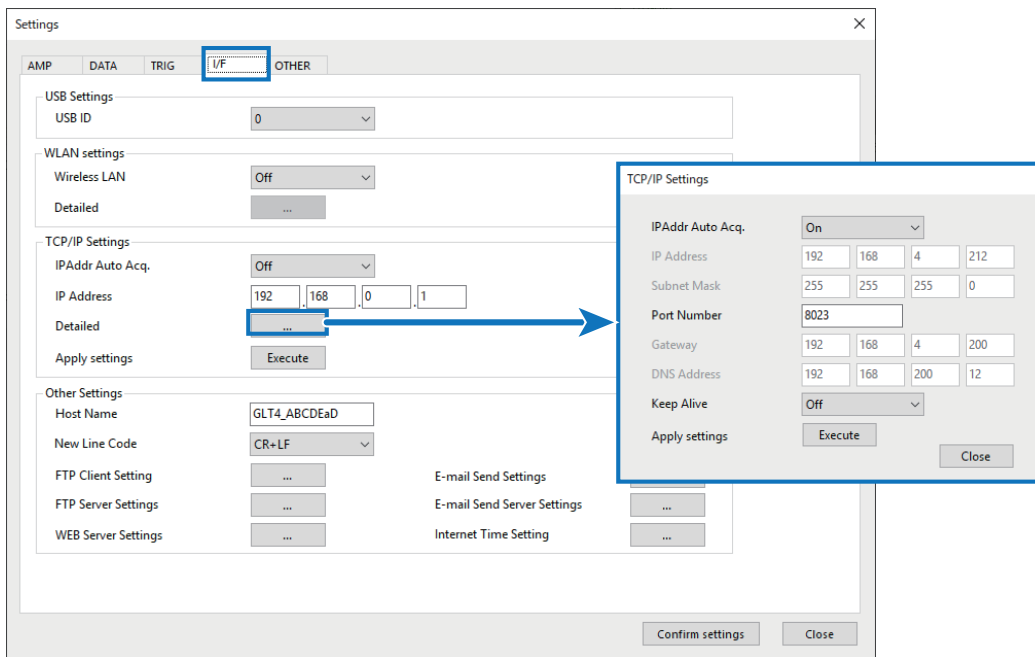 Settings
AMP DATA TRIG I/F OTHER
USB Settings
USB ID 0
WLAN settings
Wireless LAN Off
Detailed ...
TCP/IP Settings
IPAddr Auto Acq. Off
IP Address 192 . 168 . 0 . 1
Detailed ...
Apply settings Execute
Other Settings
Host Name GLT4_ABCDEaD
New Line Code CR+LF
FTP Client Setting ... E-mail Send Settings
FTP Server Settings ... E-mail Send Server Settings ...
WEB Server Settings ... Internet Time Setting ...
Confirm settings Close
TCP/IP Settings
IPAddr Auto Acq. On
IP Address 192 168 4 212
Subnet Mask 255 255 255 0
Port Number 8023
Gateway 192 168 4 200
DNS Address 192 168 200 12
Keep Alive Off
Apply settings Execute
Close